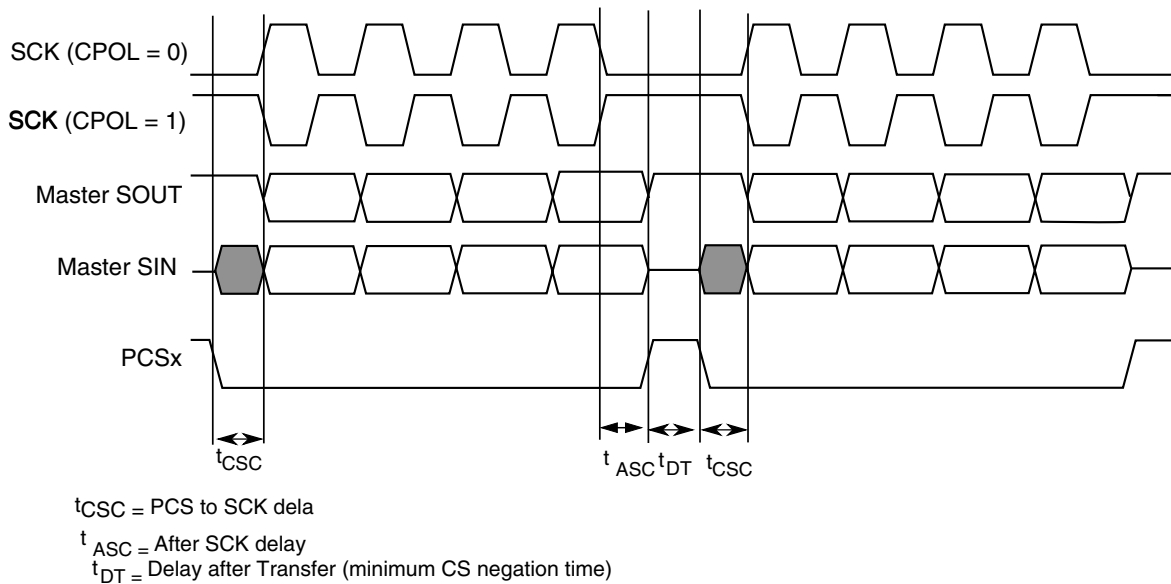 SCK (CPOL = 0)
SCK (CPOL = 1)
Master SOUT
Master SIN
PCSx
tCSC
t ASC
tDT
tCSC
tCSC = PCS to SCK dela
t ASC = After SCK delay
tDT = Delay after Transfer (minimum CS negation time)